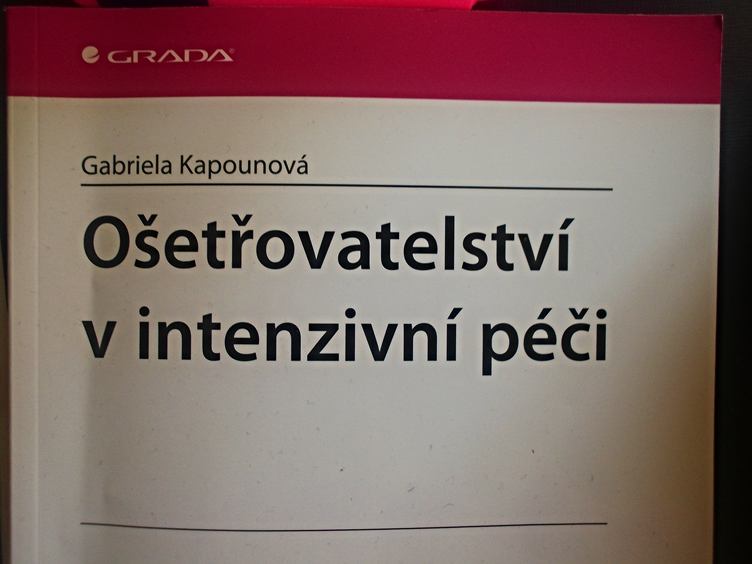 GRADA®
Gabriela Kapounová
Ošetřovatelství
v intenzivní péči